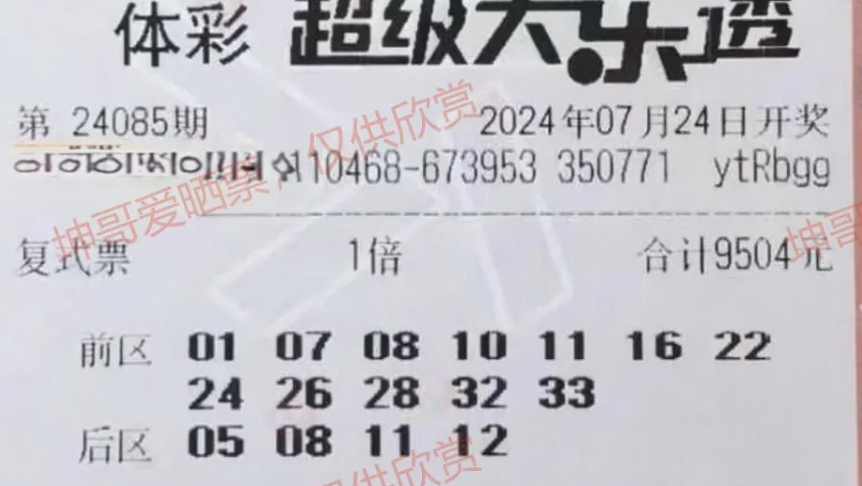 体彩 超级大乐透
第 24085期 2024年07月24日开奖
110468-673953 350771 ytRbgg
复式票 1倍 合计9504元
前区 01 07 08 10 11 16 22
24 26 28 32 33
后区 05 08 11 12
坤哥爱晒票，仅供欣赏
坤哥
仅供欣赏